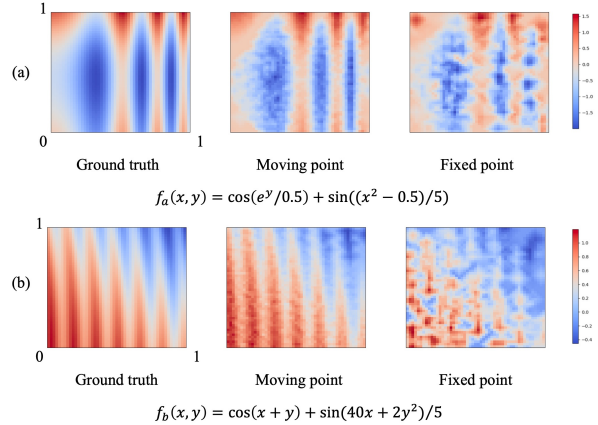 1
(a)
0
1
1.5
1.0
0.5
0.0
−0.5
−1.0
−1.5
Ground truth
Moving point
Fixed point
f_a(x, y) = cos(e^y/0.5) + sin((x^2 − 0.5)/5)
1
(b)
0
1
1.0
0.8
0.6
0.4
0.2
0.0
−0.2
−0.4
Ground truth
Moving point
Fixed point
f_b(x, y) = cos(x + y) + sin(40x + 2y^2)/5